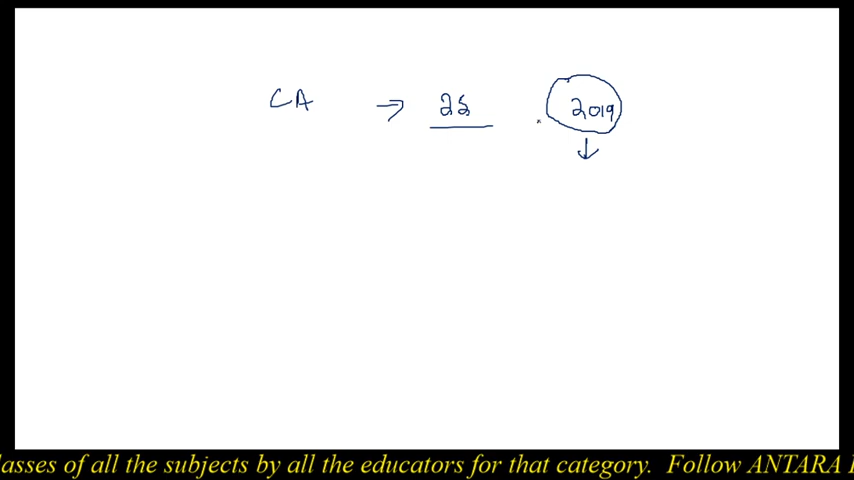 CA → 22 2019
↓
lasses of all the subjects by all the educators for that category. Follow ANTARA